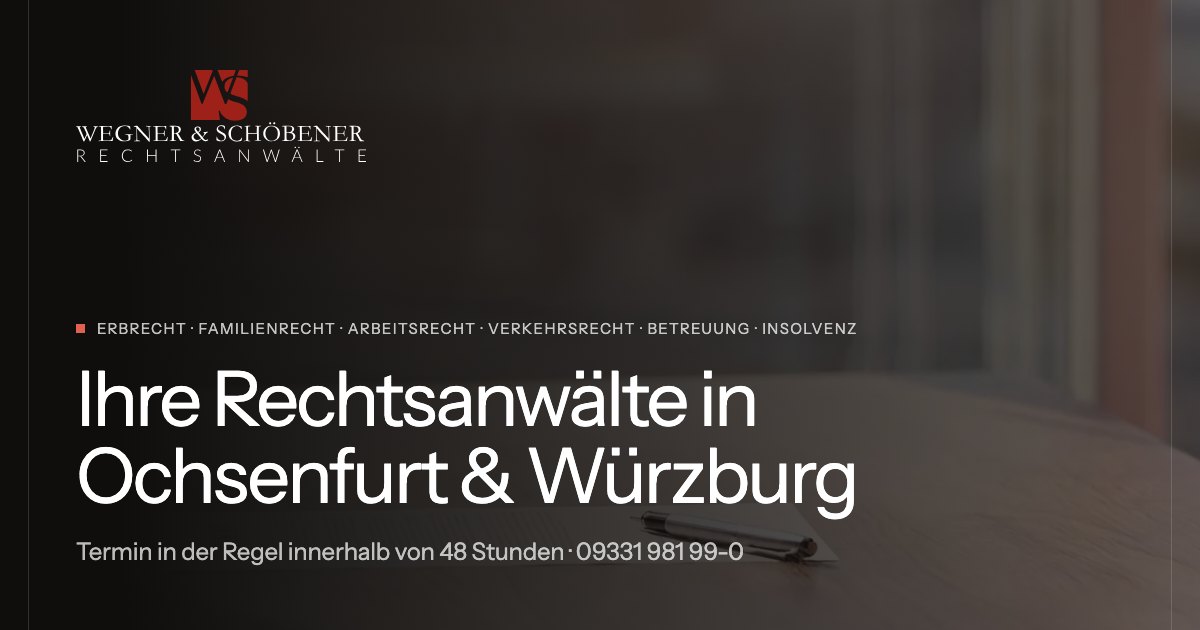 WS
WEGNER & SCHÖBENER
RECHTSANWÄLTE
ERBRECHT · FAMILIENRECHT · ARBEITSRECHT · VERKEHRSRECHT · BETREUUNG · INSOLVENZ
Ihre Rechtsanwälte in
Ochsenfurt & Würzburg
Termin in der Regel innerhalb von 48 Stunden · 09331 981 99-0